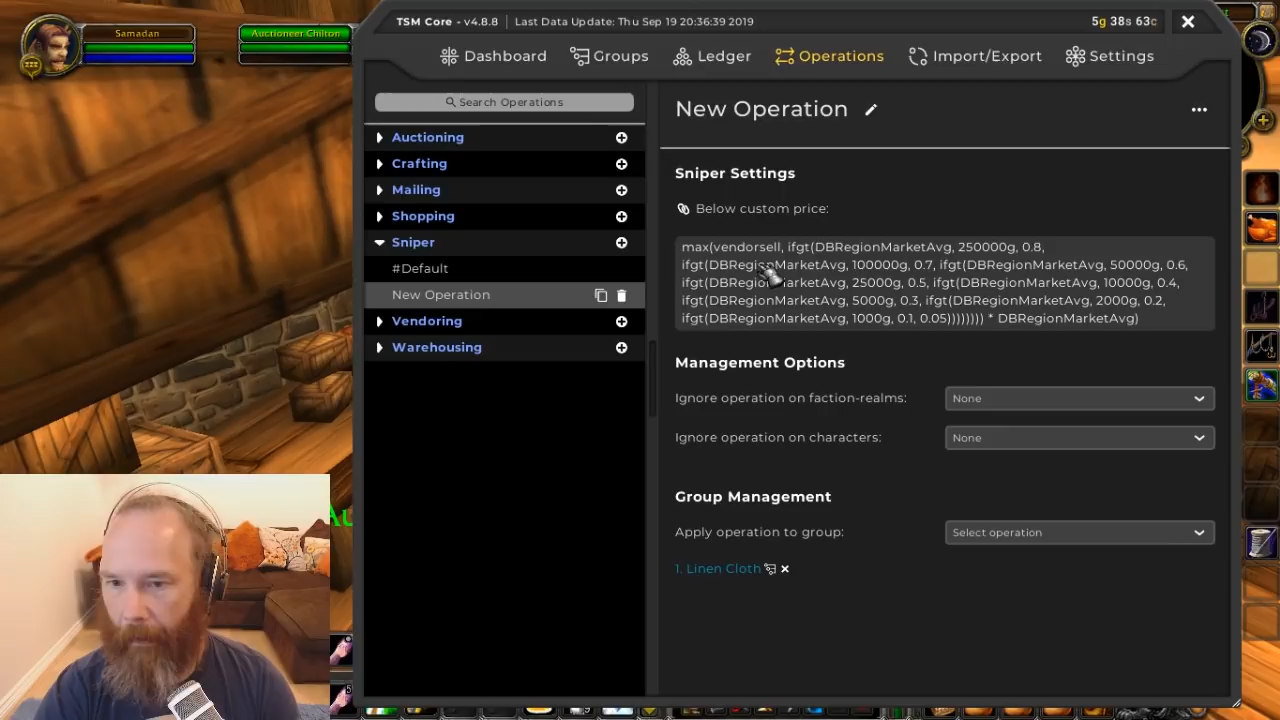 Samadan
Auctioneer Chilton
TSM Core - v4.8.8 | Last Data Update: Thu Sep 19 20:36:39 2019
5g 38s 63c
Dashboard
Groups
Ledger
Operations
Import/Export
Settings
Search Operations
Auctioning
Crafting
Mailing
Shopping
Sniper
#Default
New Operation
Vendoring
Warehousing
New Operation
Sniper Settings
Below custom price:
max(vendorsell, ifgt(DBRegionMarketAvg, 250000g, 0.8,
ifgt(DBRegionMarketAvg, 100000g, 0.7, ifgt(DBRegionMarketAvg, 50000g, 0.6,
ifgt(DBRegionMarketAvg, 25000g, 0.5, ifgt(DBRegionMarketAvg, 10000g, 0.4,
ifgt(DBRegionMarketAvg, 5000g, 0.3, ifgt(DBRegionMarketAvg, 2000g, 0.2,
ifgt(DBRegionMarketAvg, 1000g, 0.1, 0.05)))))))) * DBRegionMarketAvg)
Management Options
Ignore operation on faction-realms:
None
Ignore operation on characters:
None
Group Management
Apply operation to group:
Select operation
1. Linen Cloth